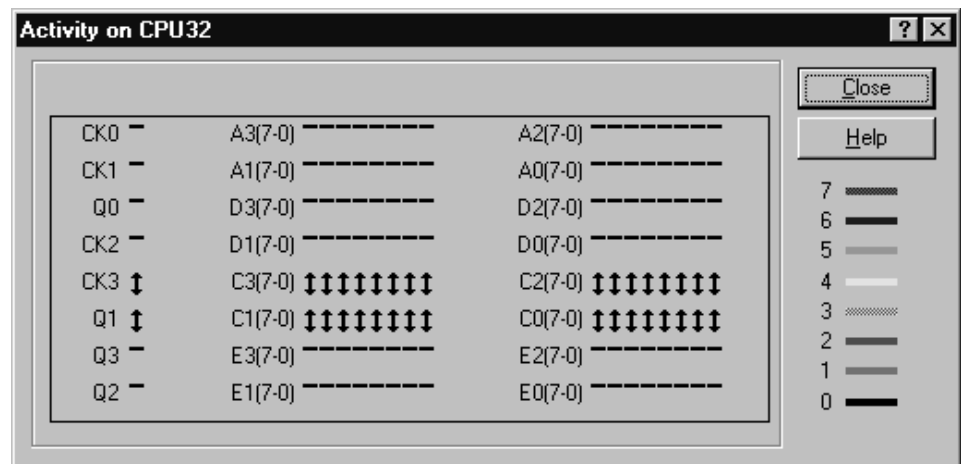 Activity on CPU32
Close
Help
CK0 A3(7-0) A2(7-0)
CK1 A1(7-0) A0(7-0)
Q0 D3(7-0) D2(7-0)
CK2 D1(7-0) D0(7-0)
CK3 C3(7-0) C2(7-0)
Q1 C1(7-0) C0(7-0)
Q3 E3(7-0) E2(7-0)
Q2 E1(7-0) E0(7-0)
7
6
5
4
3
2
1
0